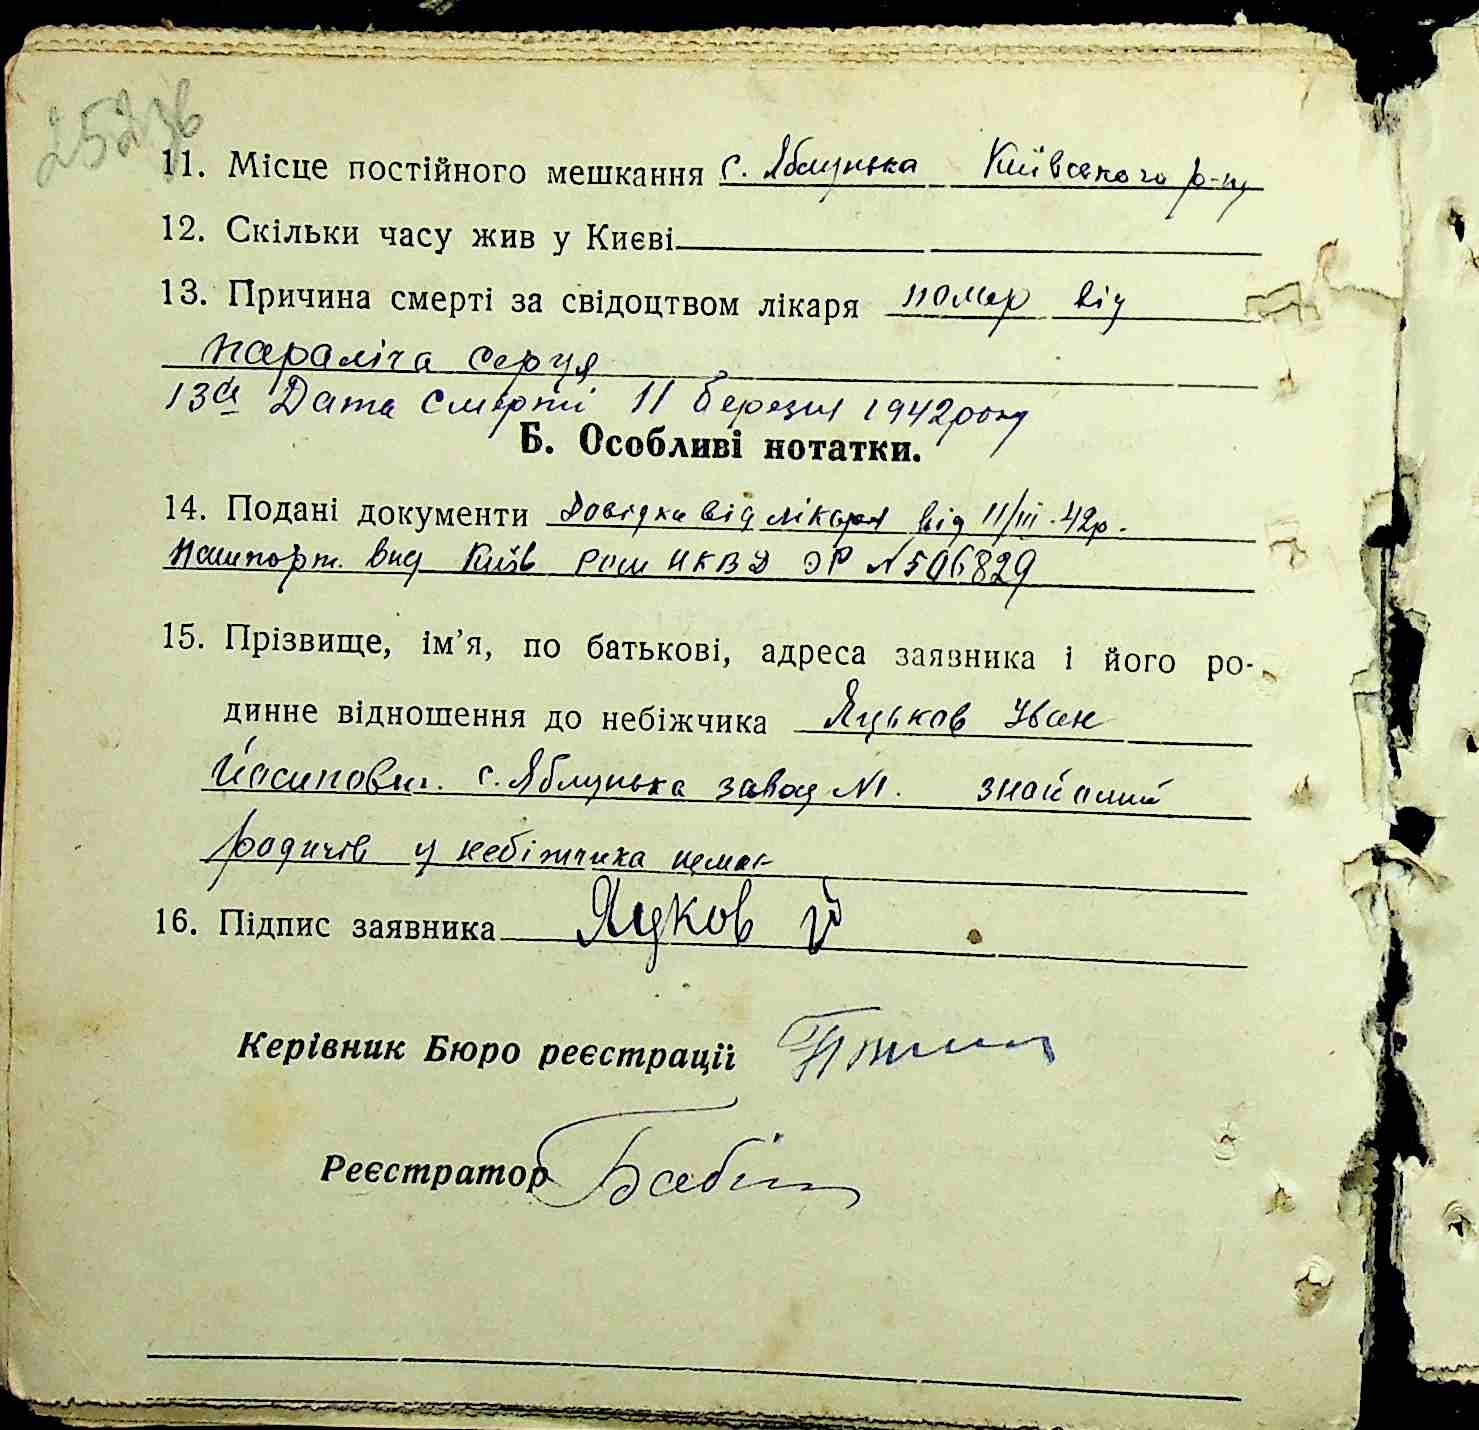 25236
11. Місце постійного мешкання с. Яблунька Київського р-ну
12. Скільки часу жив у Києві
13. Причина смерті за свідоцтвом лікаря помер від
параліча серця
13а Дата смерті 11 березня 1942 року
Б. Особливі нотатки.
14. Подані документи Довідка від лікаря від 11/III-42р.
Пашпорт. вид Київ РОМ НКВД ЭР № 506829
15. Прізвище, ім’я, по батькові, адреса заявника і його ро-
динне відношення до небіжчика Яцьков Іван
Йосипович. с. Яблунька завод №1. знайомий
родичів у небіжчика немає
16. Підпис заявника Яцков Й
Керівник Бюро реєстрації
Реєстратор